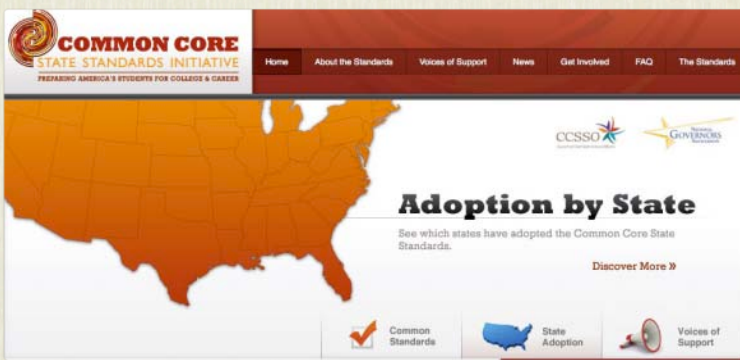 COMMON CORE
STATE STANDARDS INITIATIVE
PREPARING AMERICA'S STUDENTS FOR COLLEGE & CAREER
Home About the Standards Voices of Support News Get Involved FAQ The Standards
CCSSO
NATIONAL
GOVERNORS
ASSOCIATION
Adoption by State
See which states have adopted the Common Core State
Standards.
Discover More »
Common
Standards
State
Adoption
Voices of
Support